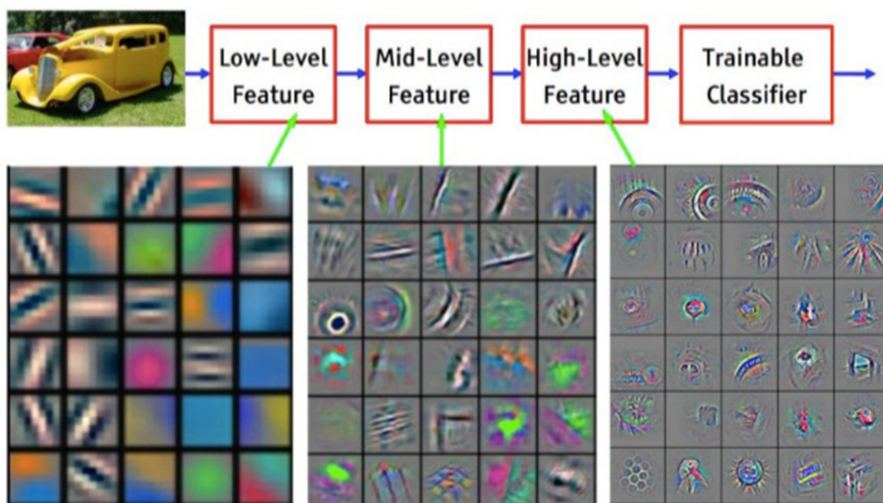 Low-Level
Feature
Mid-Level
Feature
High-Level
Feature
Trainable
Classifier